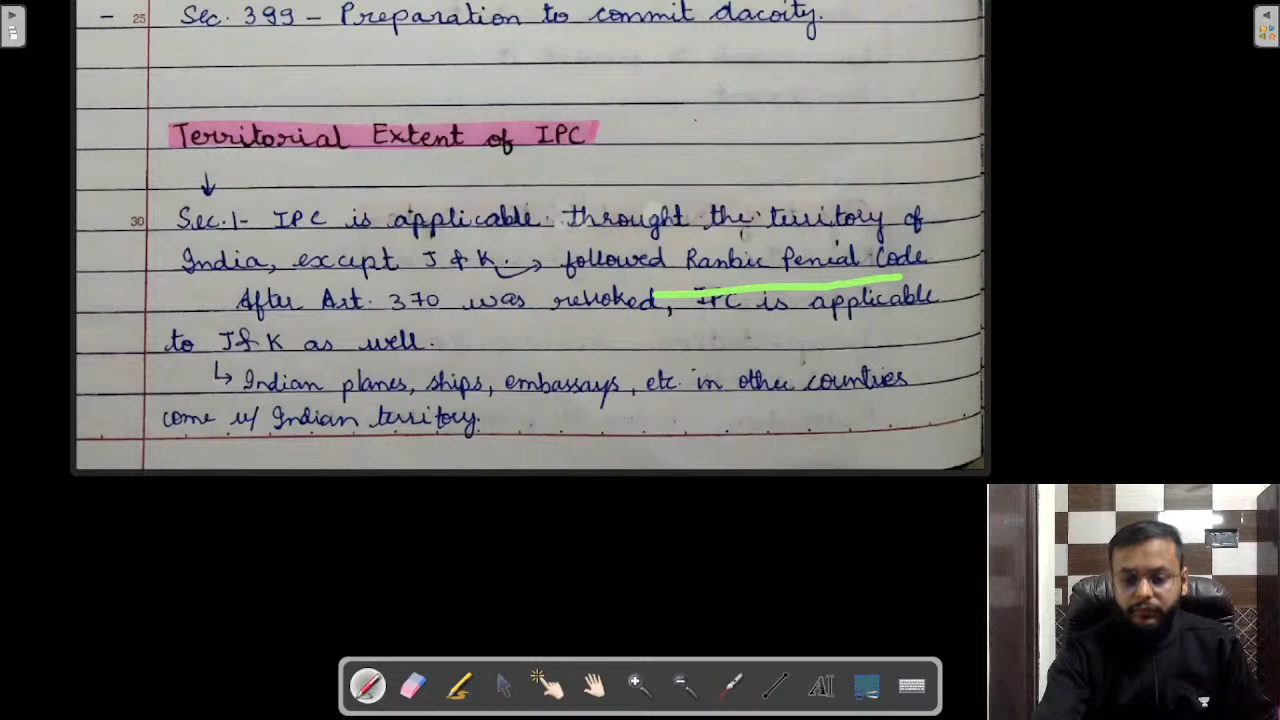 25 - Sec. 399 - Preparation to commit dacoity.
Territorial Extent of IPC
↓
30 Sec. 1- IPC is applicable throught the territory of
India, except J & K. → followed Ranbir Penial Code
After Art. 370 was revoked, IPC is applicable
to J&K as well.
↳ Indian planes, ships, embassays, etc. in other countries
come w/ Indian territory.
AI